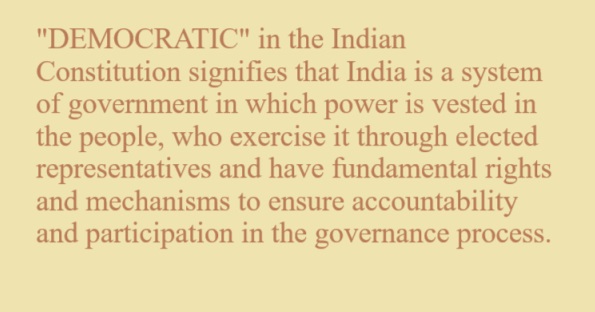 "DEMOCRATIC" in the Indian
Constitution signifies that India is a system
of government in which power is vested in
the people, who exercise it through elected
representatives and have fundamental rights
and mechanisms to ensure accountability
and participation in the governance process.